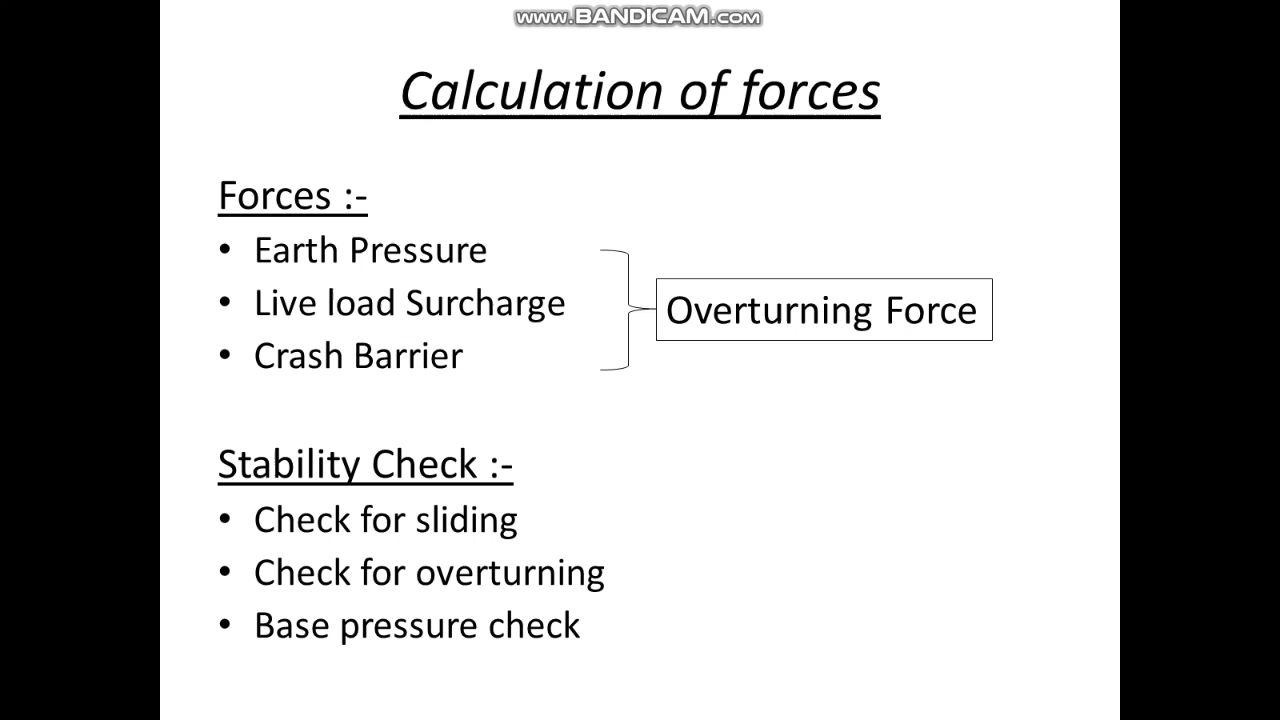 www.BANDICAM.com
Calculation of forces
Forces :-
• Earth Pressure
• Live load Surcharge
• Crash Barrier
Overturning Force
Stability Check :-
• Check for sliding
• Check for overturning
• Base pressure check